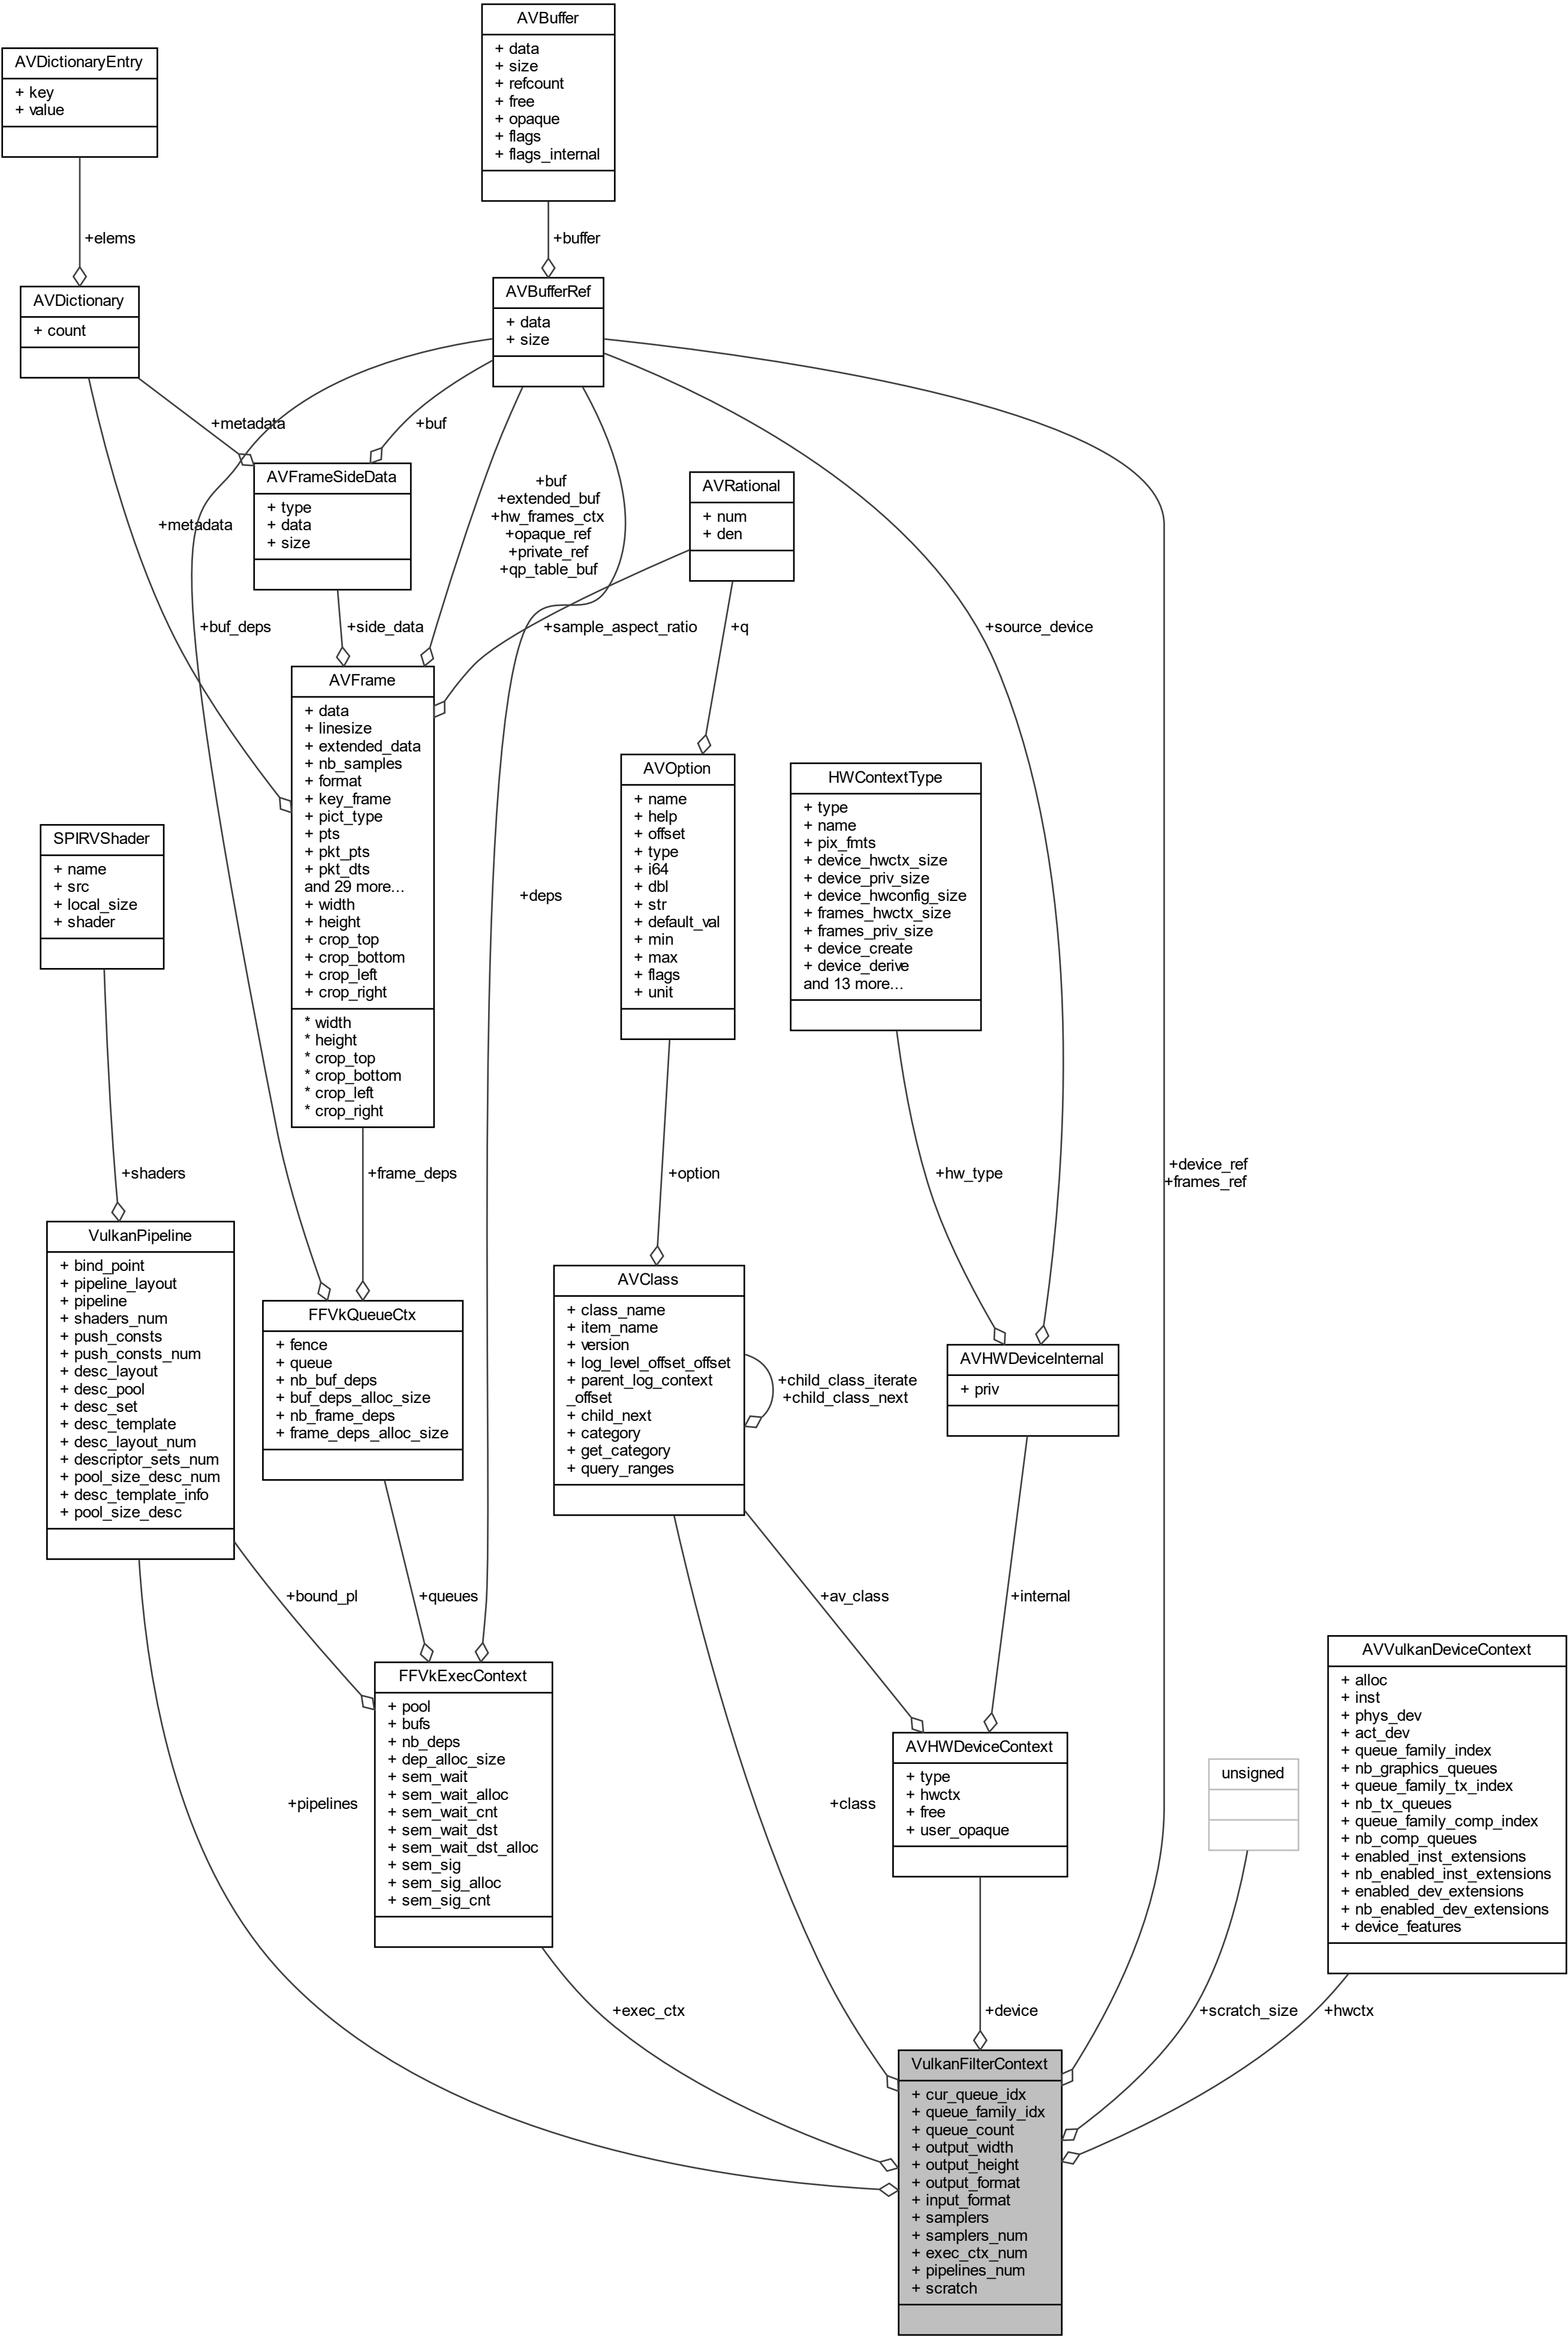 AVBuffer
+ data
+ size
+ refcount
+ free
+ opaque
+ flags
+ flags_internal
AVDictionaryEntry
+ key
+ value
+elems
+buffer
AVDictionary
+ count
AVBufferRef
+ data
+ size
+metadata
+buf
AVFrameSideData
+ type
+ data
+ size
+buf
+extended_buf
+hw_frames_ctx
+opaque_ref
+private_ref
+qp_table_buf
AVRational
+ num
+ den
+metadata
+buf_deps
+side_data
+sample_aspect_ratio
+q
+source_device
AVFrame
+ data
+ linesize
+ extended_data
+ nb_samples
+ format
+ key_frame
+ pict_type
+ pts
+ pkt_pts
+ pkt_dts
and 29 more...
+ width
+ height
+ crop_top
+ crop_bottom
+ crop_left
+ crop_right
* width
* height
* crop_top
* crop_bottom
* crop_left
* crop_right
AVOption
+ name
+ help
+ offset
+ type
+ i64
+ dbl
+ str
+ default_val
+ min
+ max
+ flags
+ unit
HWContextType
+ type
+ name
+ pix_fmts
+ device_hwctx_size
+ device_priv_size
+ device_hwconfig_size
+ frames_hwctx_size
+ frames_priv_size
+ device_create
+ device_derive
and 13 more...
SPIRVShader
+ name
+ src
+ local_size
+ shader
+deps
+shaders
+frame_deps
+option
+hw_type
+device_ref
+frames_ref
VulkanPipeline
+ bind_point
+ pipeline_layout
+ pipeline
+ shaders_num
+ push_consts
+ push_consts_num
+ desc_layout
+ desc_pool
+ desc_set
+ desc_template
+ desc_layout_num
+ descriptor_sets_num
+ pool_size_desc_num
+ desc_template_info
+ pool_size_desc
FFVkQueueCtx
+ fence
+ queue
+ nb_buf_deps
+ buf_deps_alloc_size
+ nb_frame_deps
+ frame_deps_alloc_size
AVClass
+ class_name
+ item_name
+ version
+ log_level_offset_offset
+ parent_log_context
_offset
+ child_next
+ category
+ get_category
+ query_ranges
+child_class_iterate
+child_class_next
AVHWDeviceInternal
+ priv
+bound_pl
+queues
+av_class
+internal
FFVkExecContext
+ pool
+ bufs
+ nb_deps
+ dep_alloc_size
+ sem_wait
+ sem_wait_alloc
+ sem_wait_cnt
+ sem_wait_dst
+ sem_wait_dst_alloc
+ sem_sig
+ sem_sig_alloc
+ sem_sig_cnt
AVHWDeviceContext
+ type
+ hwctx
+ free
+ user_opaque
unsigned
AVVulkanDeviceContext
+ alloc
+ inst
+ phys_dev
+ act_dev
+ queue_family_index
+ nb_graphics_queues
+ queue_family_tx_index
+ nb_tx_queues
+ queue_family_comp_index
+ nb_comp_queues
+ enabled_inst_extensions
+ nb_enabled_inst_extensions
+ enabled_dev_extensions
+ nb_enabled_dev_extensions
+ device_features
+pipelines
+class
+exec_ctx
+device
+scratch_size
+hwctx
VulkanFilterContext
+ cur_queue_idx
+ queue_family_idx
+ queue_count
+ output_width
+ output_height
+ output_format
+ input_format
+ samplers
+ samplers_num
+ exec_ctx_num
+ pipelines_num
+ scratch